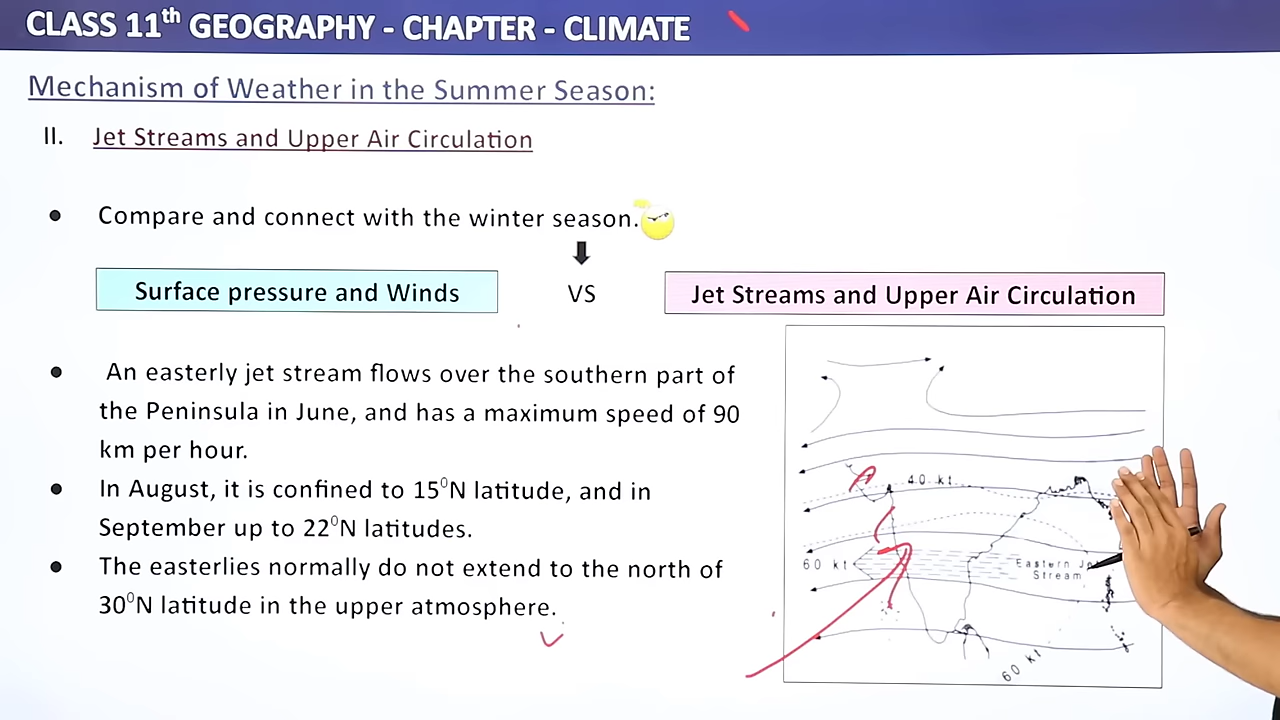 CLASS 11th GEOGRAPHY - CHAPTER - CLIMATE
Mechanism of Weather in the Summer Season:
II. Jet Streams and Upper Air Circulation
• Compare and connect with the winter season.
Surface pressure and Winds
VS
Jet Streams and Upper Air Circulation
• An easterly jet stream flows over the southern part of
the Peninsula in June, and has a maximum speed of 90
km per hour.
• In August, it is confined to 15⁰N latitude, and in
September up to 22⁰N latitudes.
• The easterlies normally do not extend to the north of
30⁰N latitude in the upper atmosphere.
40 kt
60 kt
Eastern
Stream
60 kt